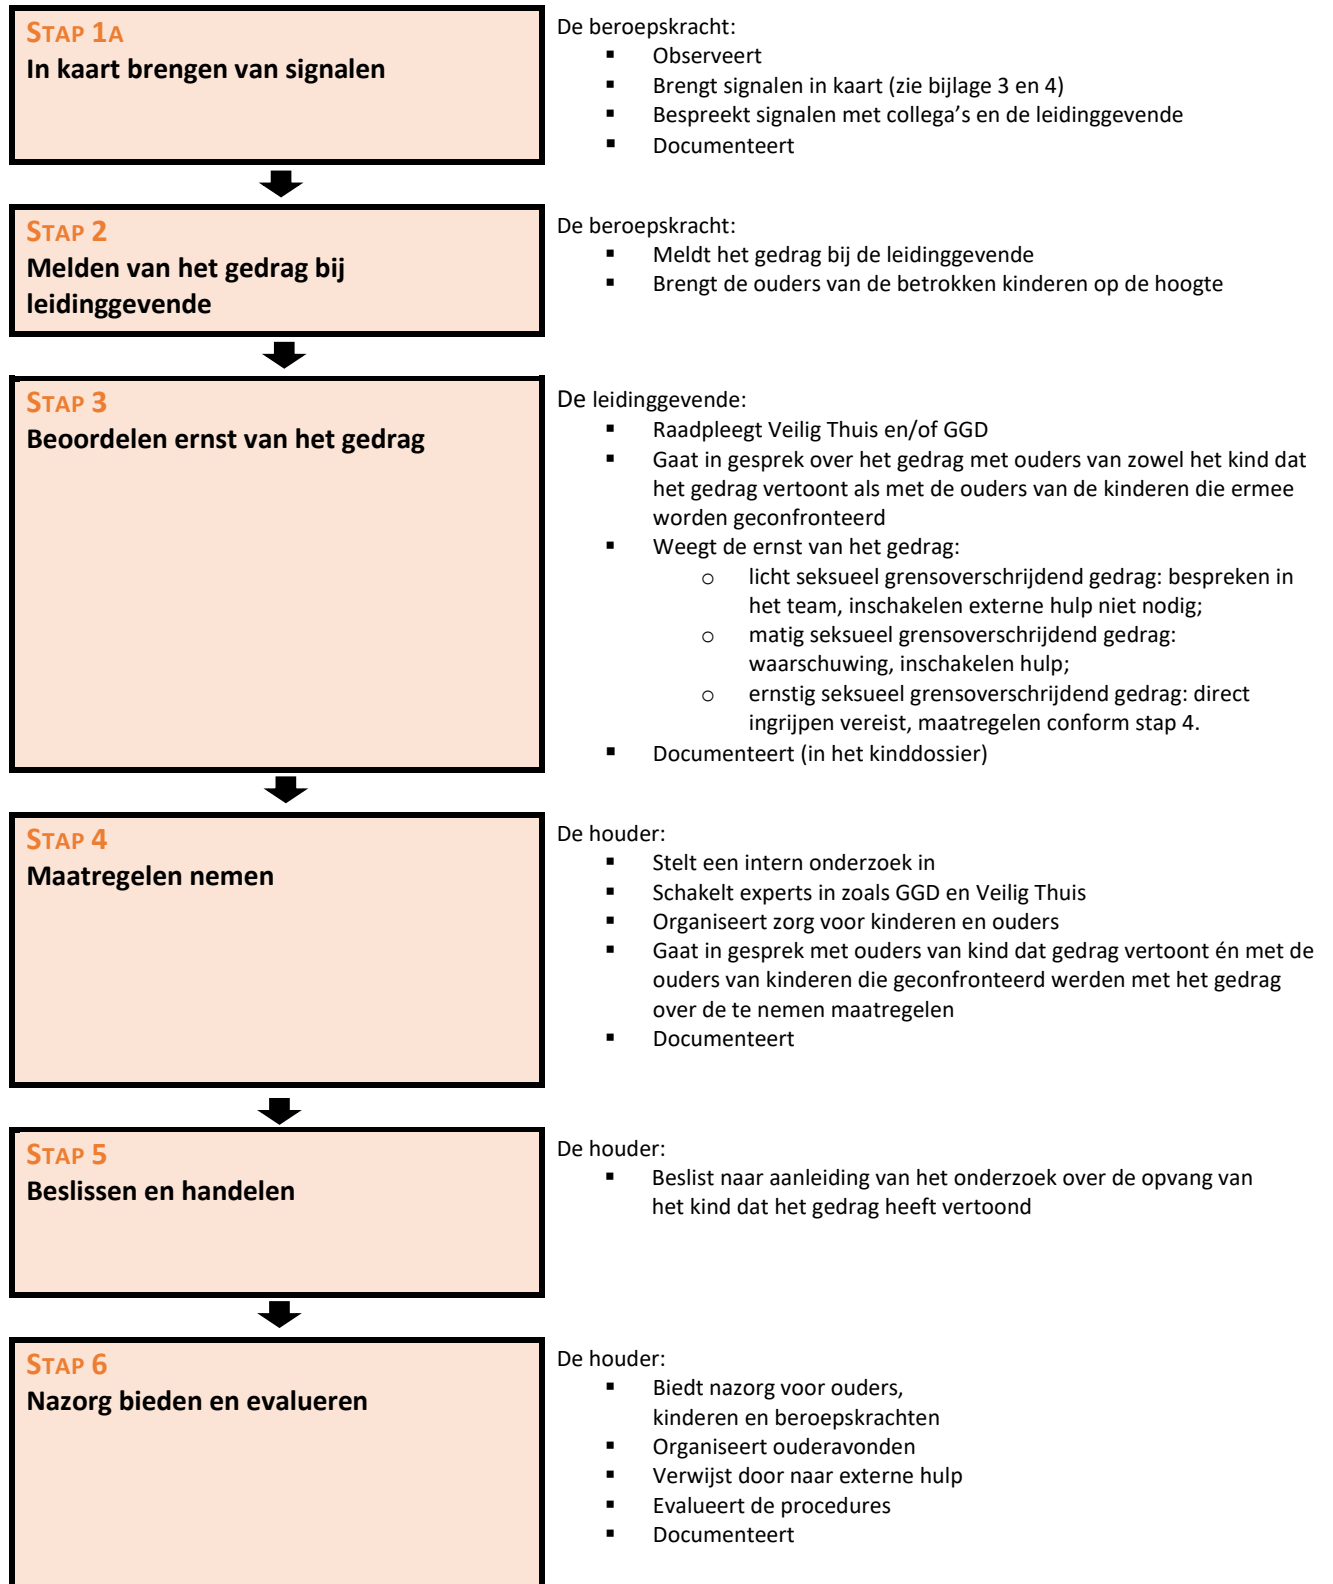 STAP 1A
In kaart brengen van signalen
De beroepskracht:
▪ Observeert
▪ Brengt signalen in kaart (zie bijlage 3 en 4)
▪ Bespreekt signalen met collega’s en de leidinggevende
▪ Documenteert
STAP 2
Melden van het gedrag bij
leidinggevende
De beroepskracht:
▪ Meldt het gedrag bij de leidinggevende
▪ Brengt de ouders van de betrokken kinderen op de hoogte
STAP 3
Beoordelen ernst van het gedrag
De leidinggevende:
▪ Raadpleegt Veilig Thuis en/of GGD
▪ Gaat in gesprek over het gedrag met ouders van zowel het kind dat
het gedrag vertoont als met de ouders van de kinderen die ermee
worden geconfronteerd
▪ Weegt de ernst van het gedrag:
o licht seksueel grensoverschrijdend gedrag: bespreken in
het team, inschakelen externe hulp niet nodig;
o matig seksueel grensoverschrijdend gedrag:
waarschuwing, inschakelen hulp;
o ernstig seksueel grensoverschrijdend gedrag: direct
ingrijpen vereist, maatregelen conform stap 4.
▪ Documenteert (in het kinddossier)
STAP 4
Maatregelen nemen
De houder:
▪ Stelt een intern onderzoek in
▪ Schakelt experts in zoals GGD en Veilig Thuis
▪ Organiseert zorg voor kinderen en ouders
▪ Gaat in gesprek met ouders van kind dat gedrag vertoont én met de
ouders van kinderen die geconfronteerd werden met het gedrag
over de te nemen maatregelen
▪ Documenteert
STAP 5
Beslissen en handelen
De houder:
▪ Beslist naar aanleiding van het onderzoek over de opvang van
het kind dat het gedrag heeft vertoond
STAP 6
Nazorg bieden en evalueren
De houder:
▪ Biedt nazorg voor ouders,
kinderen en beroepskrachten
▪ Organiseert ouderavonden
▪ Verwijst door naar externe hulp
▪ Evalueert de procedures
▪ Documenteert